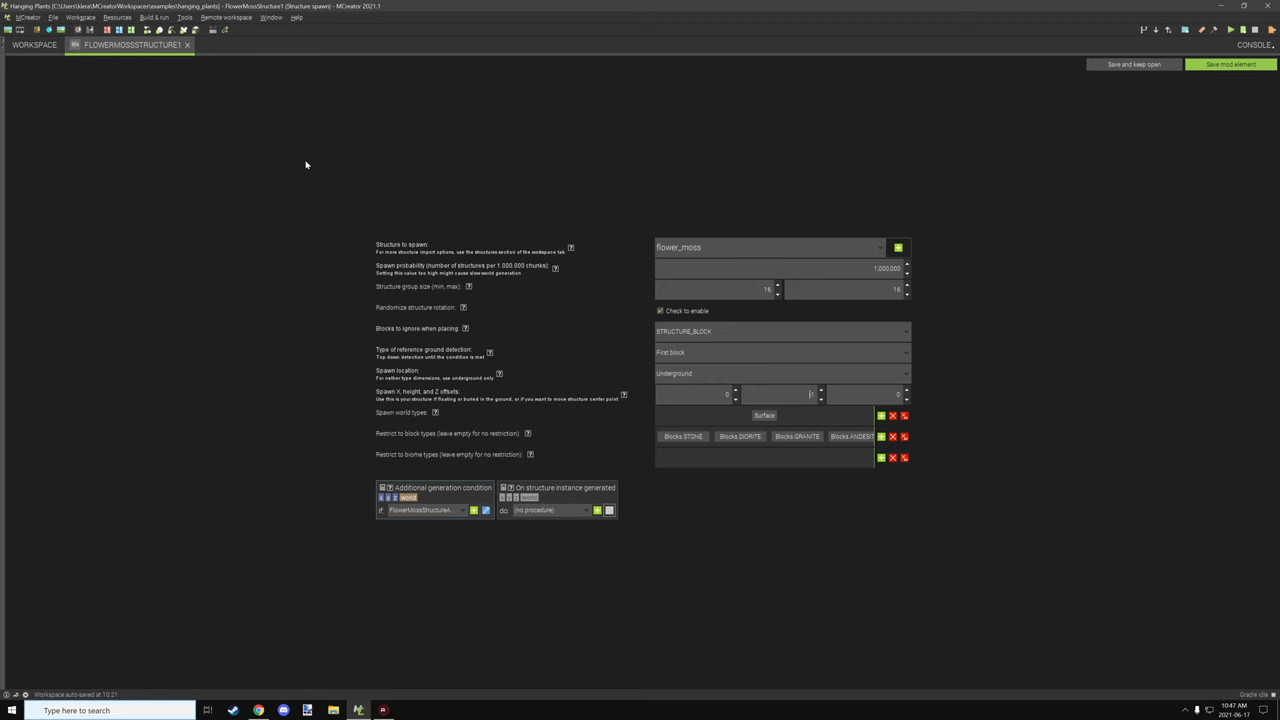 Hanging Plants [C:\Users\kiera\MCreatorWorkspaces\examples\hanging_plants] - FlowerMossStructure1 (Structure spawn) - MCreator 2021.1
MCreator File Workspace Resources Build & run Tools Remote workspace Window Help
WORKSPACE FLOWERMOSSSTRUCTURE1 CONSOLE
Save and keep open Save mod element
Structure to spawn: flower_moss
For more structure import options, use the structures section of the workspace tab
Spawn probability (number of structures per 1.000.000 chunks): 1,000,000
Setting this value too high might cause slow world generation
Structure group size (min, max): 16 16
Randomize structure rotation: Check to enable
Blocks to ignore when placing: STRUCTURE_BLOCK
Type of reference ground detection: First block
Top down detection until the condition is met
Spawn location: Underground
For nether type dimensions, use underground only
Spawn X, height, and Z offsets: 0 0
Use this is your structure if floating or buried in the ground, or if you want to move structure center point
Spawn world types: Surface
Restrict to block types (leave empty for no restriction): Blocks.STONE Blocks.DIORITE Blocks.GRANITE Blocks.ANDESIT
Restrict to biome types (leave empty for no restriction):
Additional generation condition On structure instance generated
x y z world x y z world
if: FlowerMossStructureA... do: (no procedure)
Workspace auto-saved at 10:21 Gradle idle
Type here to search 10:47 AM
2021-06-17